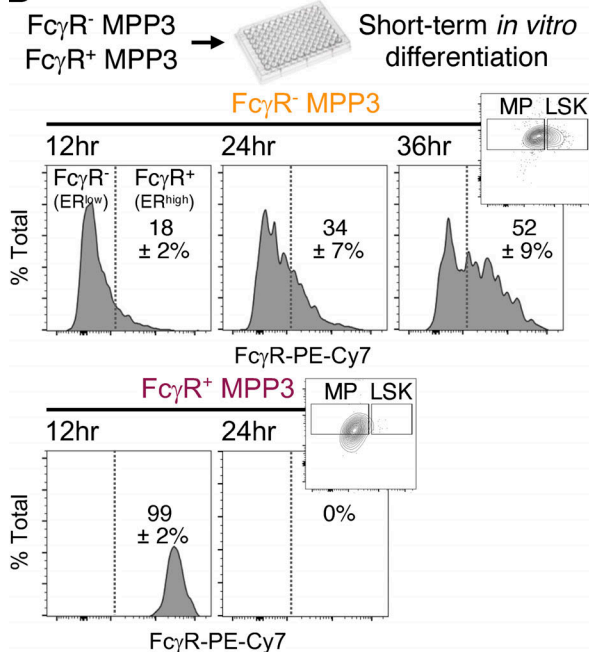 FcγR⁻ MPP3
FcγR⁺ MPP3
Short-term in vitro
differentiation
FcγR⁻ MPP3
MP LSK
12hr
24hr
36hr
FcγR⁻
(ERlow)
FcγR⁺
(ERhigh)
18
± 2%
34
± 7%
52
± 9%
% Total
FcγR-PE-Cy7
FcγR⁺ MPP3
MP LSK
12hr
24hr
99
± 2%
0%
% Total
FcγR-PE-Cy7